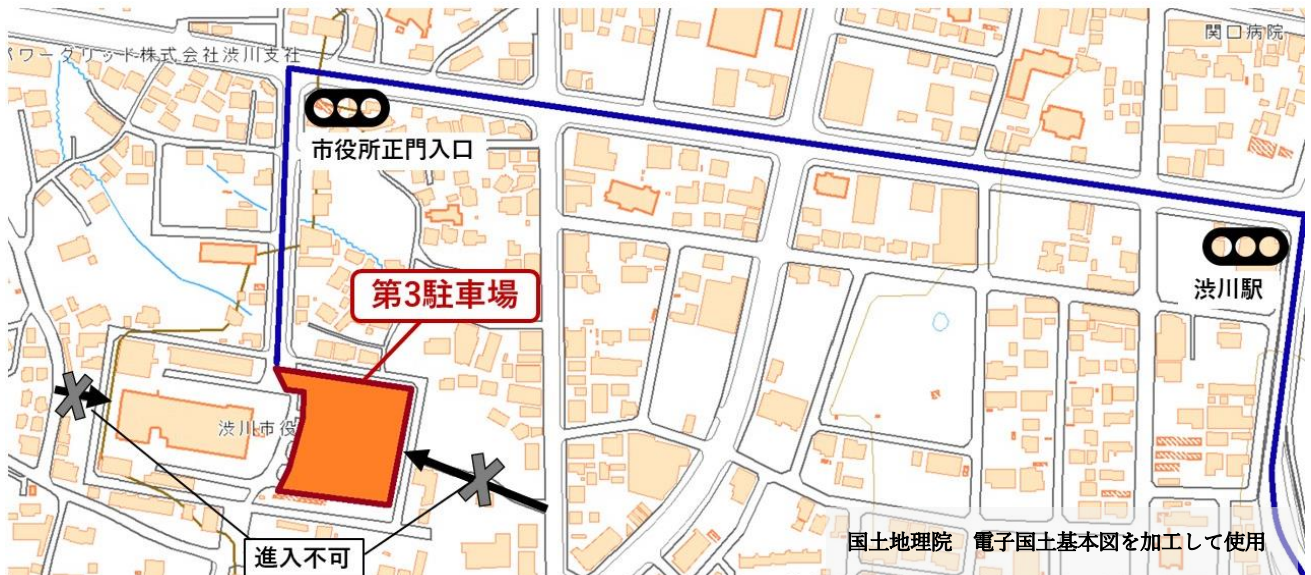 関口病院
パワーグリッド株式会社渋川支社
市役所正門入口
渋川駅
第3駐車場
渋川市役
進入不可
国土地理院 電子国土基本図を加工して使用